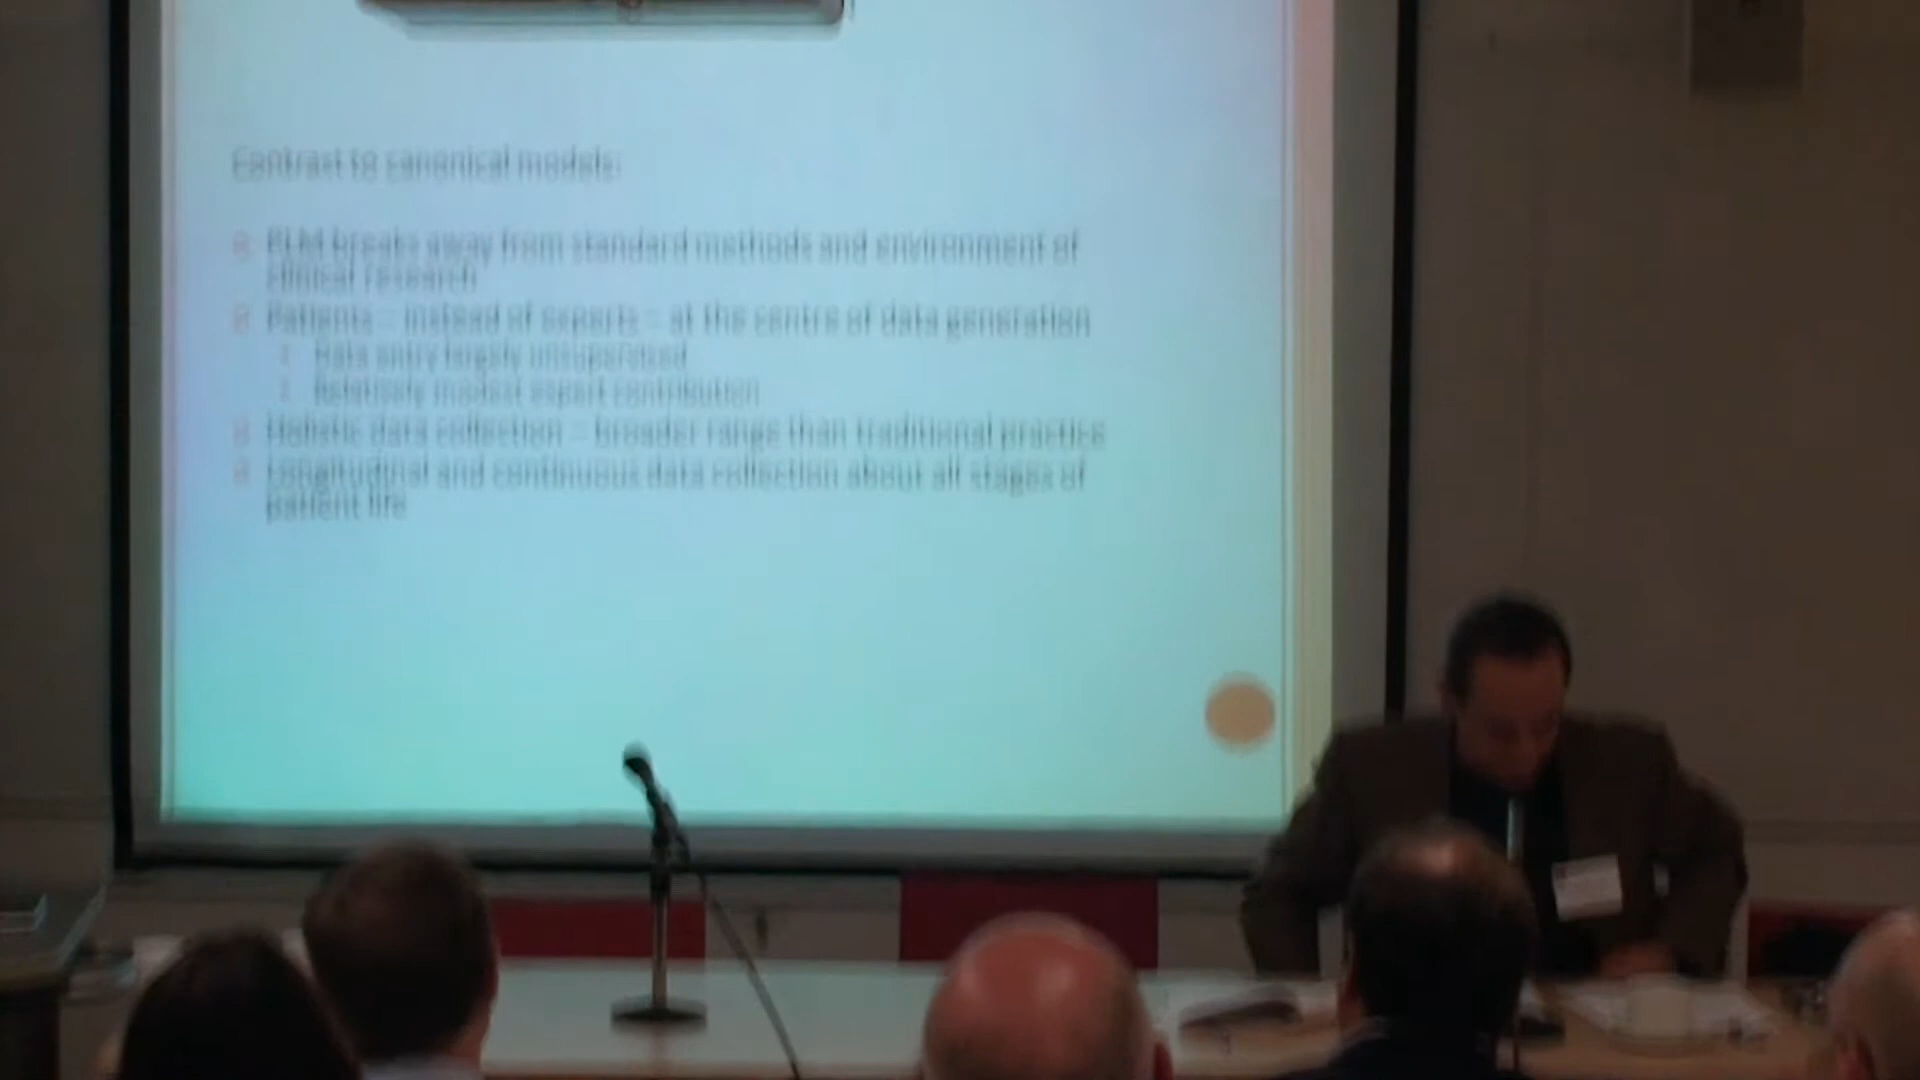 Contrast to canonical models:
PLM breaks away from standard methods and environment of
clinical research
Patients – instead of experts – at the centre of data generation
Data entry largely unsupervised
Relatively modest expert contribution
Holistic data collection – broader range than traditional practice
Longitudinal and continuous data collection about all stages of
patient life